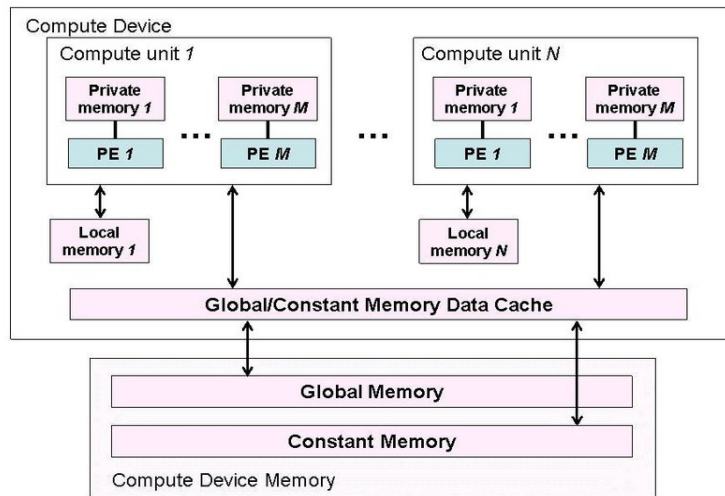 Compute Device
Compute unit 1
Compute unit N
Private
memory 1
Private
memory M
Private
memory 1
Private
memory M
PE 1
PE M
PE 1
PE M
Local
memory 1
Local
memory N
Global/Constant Memory Data Cache
Global Memory
Constant Memory
Compute Device Memory